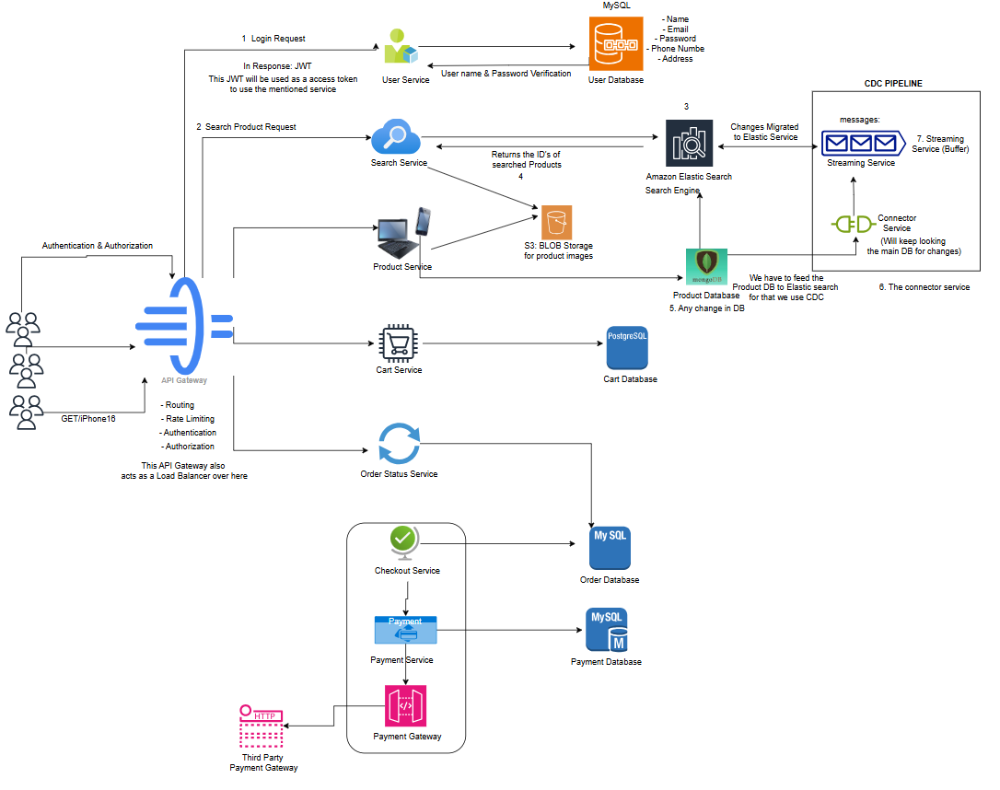 MySQL
- Name
- Email
- Password
- Phone Numbe
- Address
1 Login Request
In Response: JWT
This JWT will be used as a access token
to use the mentioned service
User Service
User name & Password Verification
User Database
CDC PIPELINE
3
2 Search Product Request
Search Service
Returns the ID's of
searched Products
4
Amazon Elastic Search
Search Engine
Changes Migrated
to Elastic Service
messages:
Streaming Service
7. Streaming
Service (Buffer)
Connector
Service
(Will keep looking
the main DB for changes)
6. The connector service
Authentication & Authorization
Product Service
S3: BLOB Storage
for product images
mongoDB
Product Database
5. Any change in DB
We have to feed the
Product DB to Elastic search
for that we use CDC
API Gateway
GET/iPhone16
- Routing
- Rate Limiting
- Authentication
- Authorization
This API Gateway also
acts as a Load Balancer over here
Cart Service
PostgreSQL
Cart Database
Order Status Service
Checkout Service
My SQL
Order Database
Payment
Payment Service
MySQL
M
Payment Database
</>
Payment Gateway
HTTP
Third Party
Payment Gateway